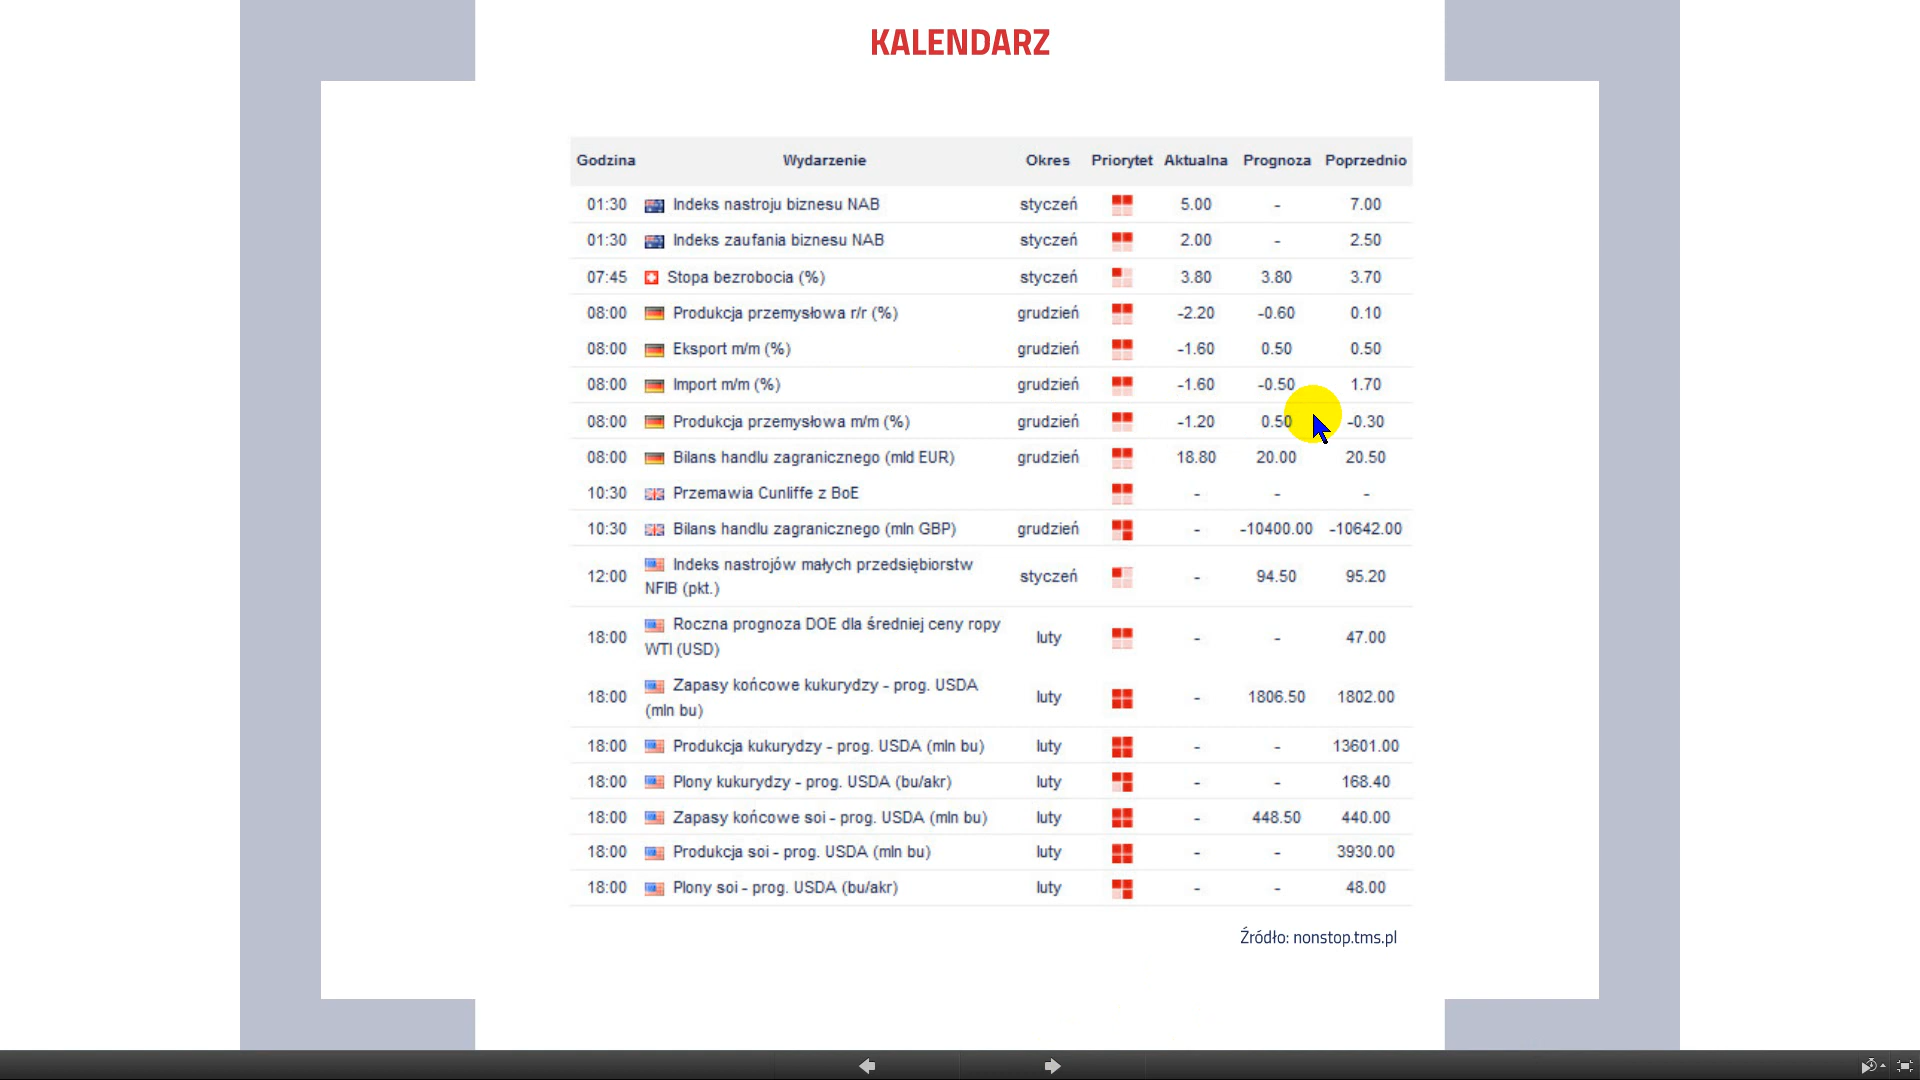 KALENDARZ
Godzina Wydarzenie Okres Priorytet Aktualna Prognoza Poprzednio
01:30 Indeks nastroju biznesu NAB styczeń 5.00 - 7.00
01:30 Indeks zaufania biznesu NAB styczeń 2.00 - 2.50
07:45 Stopa bezrobocia (%) styczeń 3.80 3.80 3.70
08:00 Produkcja przemysłowa r/r (%) grudzień -2.20 -0.60 0.10
08:00 Eksport m/m (%) grudzień -1.60 0.50 0.50
08:00 Import m/m (%) grudzień -1.60 -0.50 1.70
08:00 Produkcja przemysłowa m/m (%) grudzień -1.20 0.50 -0.30
08:00 Bilans handlu zagranicznego (mld EUR) grudzień 18.80 20.00 20.50
10:30 Przemawia Cunliffe z BoE - - -
10:30 Bilans handlu zagranicznego (mln GBP) grudzień - -10400.00 -10642.00
12:00 Indeks nastrojów małych przedsiębiorstw styczeń - 94.50 95.20
NFIB (pkt.)
18:00 Roczna prognoza DOE dla średniej ceny ropy luty - - 47.00
WTI (USD)
18:00 Zapasy końcowe kukurydzy - prog. USDA luty - 1806.50 1802.00
(mln bu)
18:00 Produkcja kukurydzy - prog. USDA (mln bu) luty - - 13601.00
18:00 Plony kukurydzy - prog. USDA (bu/akr) luty - - 168.40
18:00 Zapasy końcowe soi - prog. USDA (mln bu) luty - 448.50 440.00
18:00 Produkcja soi - prog. USDA (mln bu) luty - - 3930.00
18:00 Plony soi - prog. USDA (bu/akr) luty - - 48.00
Źródło: nonstop.tms.pl